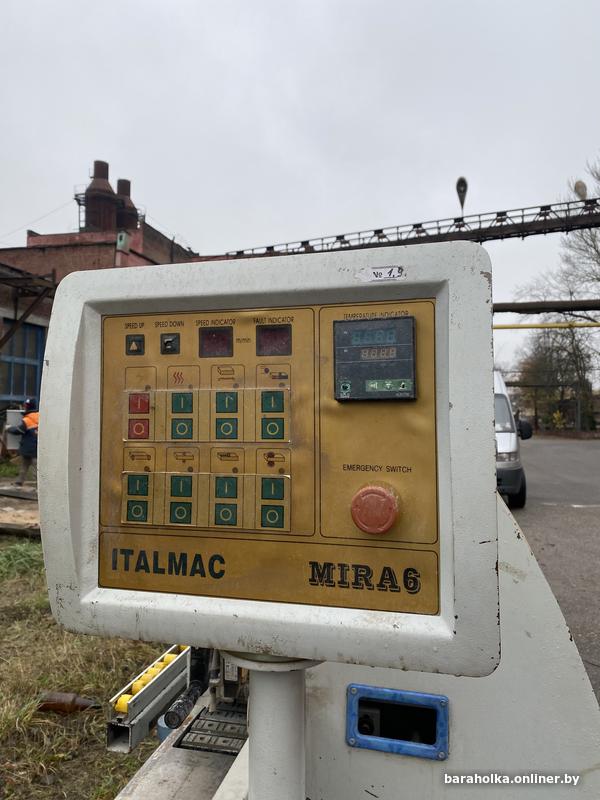 № 1,9
SPEED UP SPEED DOWN SPEED INDICATOR FAULT INDICATOR
m/min
TEMPERATURE INDICATOR
EMERGENCY SWITCH
ITALMAC MIRA6
baraholka.onliner.by